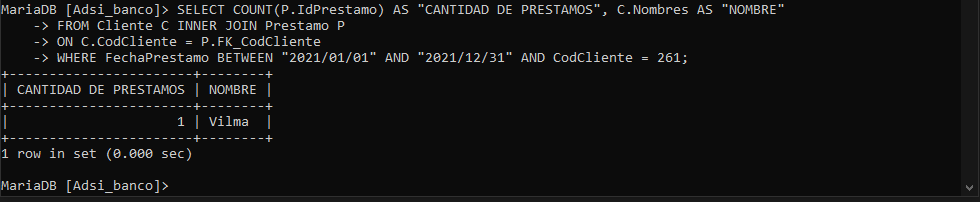 MariaDB [Adsi_banco]> SELECT COUNT(P.IdPrestamo) AS "CANTIDAD DE PRESTAMOS", C.Nombres AS "NOMBRE"
    -> FROM Cliente C INNER JOIN Prestamo P
    -> ON C.CodCliente = P.FK_CodCliente
    -> WHERE FechaPrestamo BETWEEN "2021/01/01" AND "2021/12/31" AND CodCliente = 261;
+-----------------------+--------+
| CANTIDAD DE PRESTAMOS | NOMBRE |
+-----------------------+--------+
|                     1 | Vilma  |
+-----------------------+--------+
1 row in set (0.000 sec)
MariaDB [Adsi_banco]>